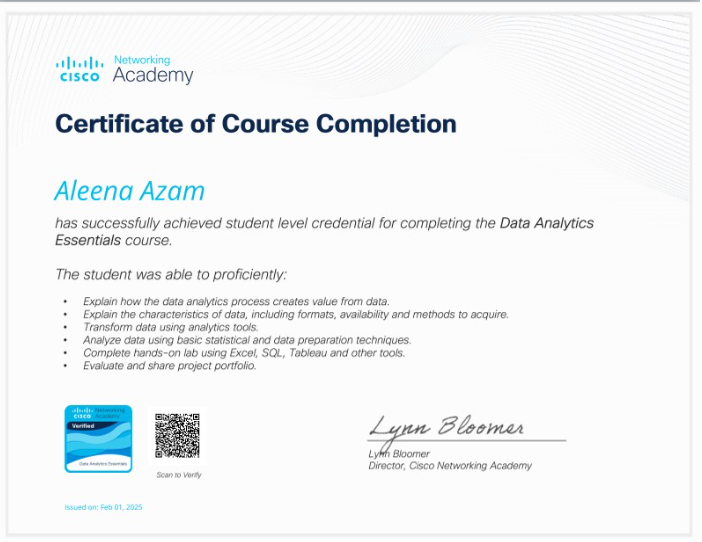 Networking
CISCO Academy
Certificate of Course Completion
Aleena Azam
has successfully achieved student level credential for completing the Data Analytics
Essentials course.
The student was able to proficiently:
• Explain how the data analytics process creates value from data.
• Explain the characteristics of data, including formats, availability and methods to acquire.
• Transform data using analytics tools.
• Analyze data using basic statistical and data preparation techniques.
• Complete hands-on lab using Excel, SQL, Tableau and other tools.
• Evaluate and share project portfolio.
Networking
CISCO Academy
Verified
Data Analytics Essentials
Scan to Verify
Lynn Bloomer
Lynn Bloomer
Director, Cisco Networking Academy
Issued on: Feb 01, 2025